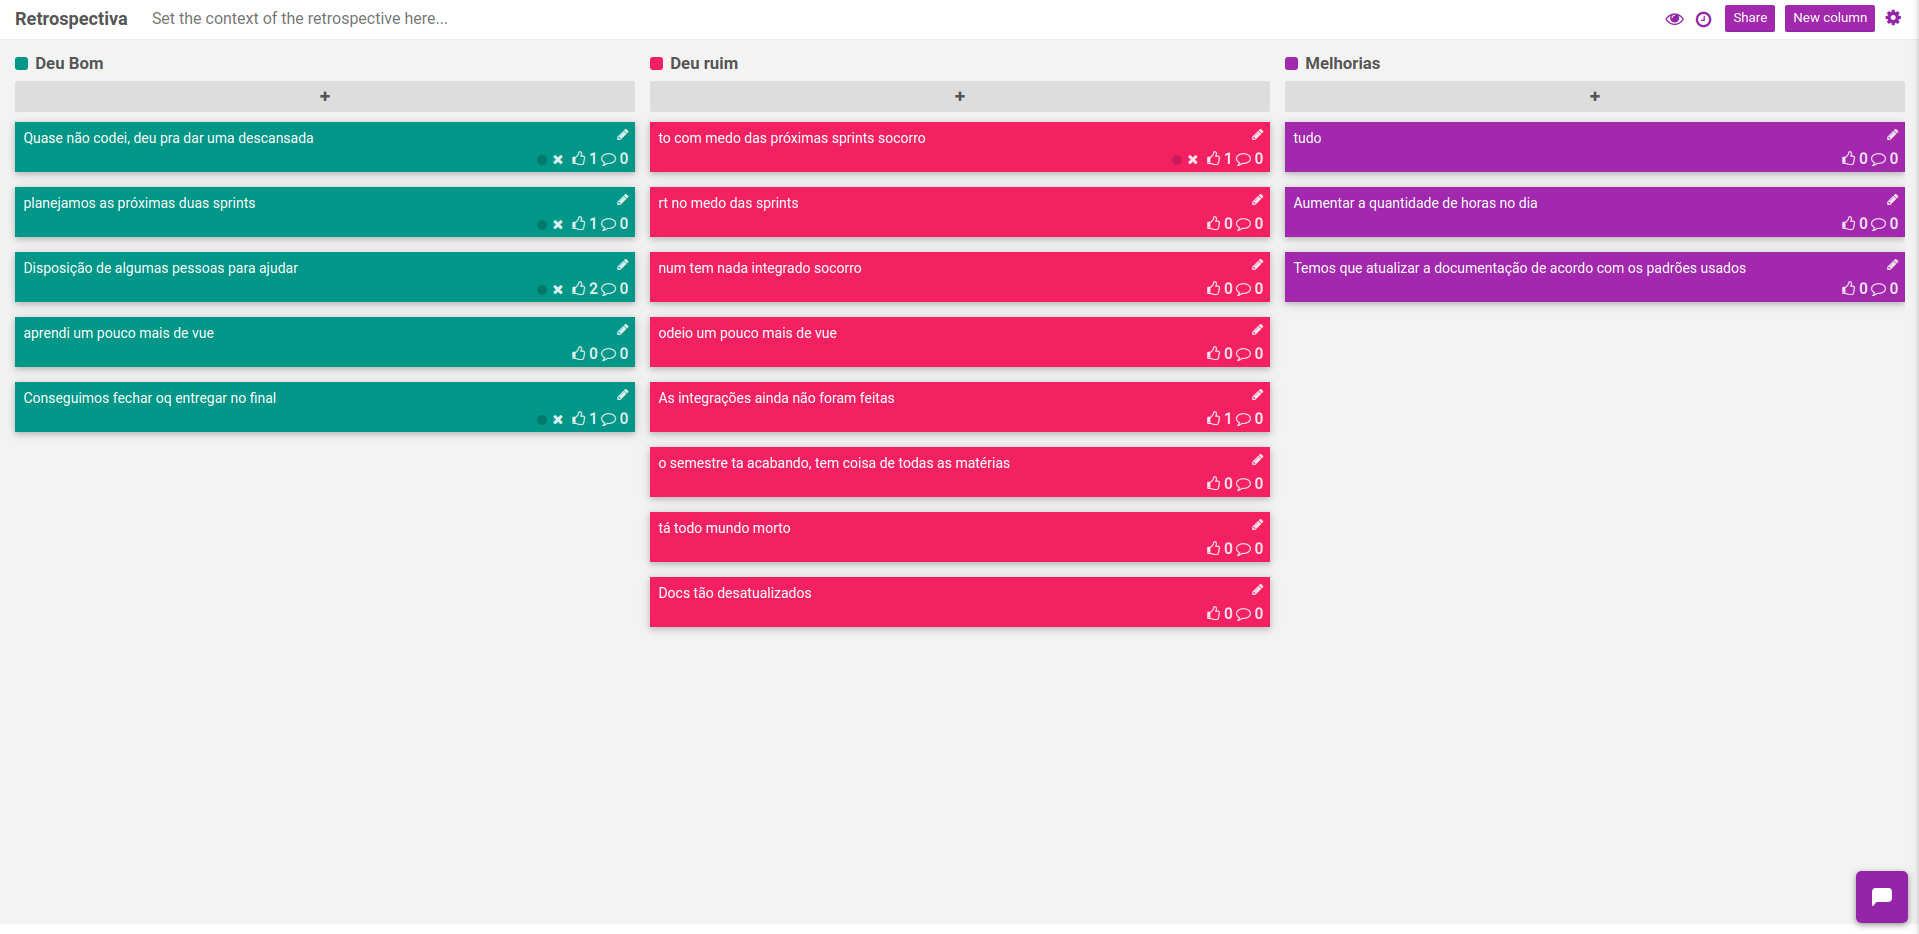 Retrospectiva Set the context of the retrospective here... Share New column
Deu Bom
+
Quase não codei, deu pra dar uma descansada
1 0
planejamos as próximas duas sprints
1 0
Disposição de algumas pessoas para ajudar
2 0
aprendi um pouco mais de vue
0 0
Conseguimos fechar oq entregar no final
1 0
Deu ruim
+
to com medo das próximas sprints socorro
1 0
rt no medo das sprints
0 0
num tem nada integrado socorro
0 0
odeio um pouco mais de vue
0 0
As integrações ainda não foram feitas
1 0
o semestre ta acabando, tem coisa de todas as matérias
0 0
tá todo mundo morto
0 0
Docs tão desatualizados
0 0
Melhorias
+
tudo
0 0
Aumentar a quantidade de horas no dia
0 0
Temos que atualizar a documentação de acordo com os padrões usados
0 0